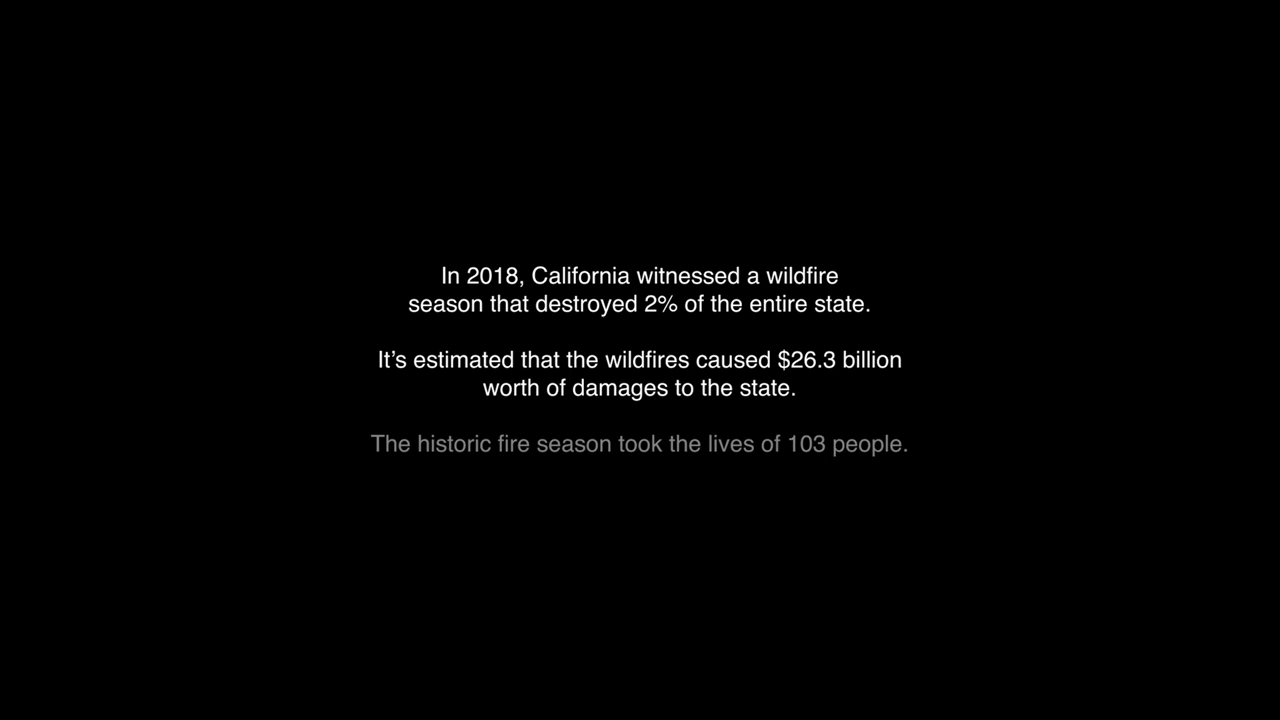 In 2018, California witnessed a wildfire
season that destroyed 2% of the entire state.
It’s estimated that the wildfires caused $26.3 billion
worth of damages to the state.
The historic fire season took the lives of 103 people.